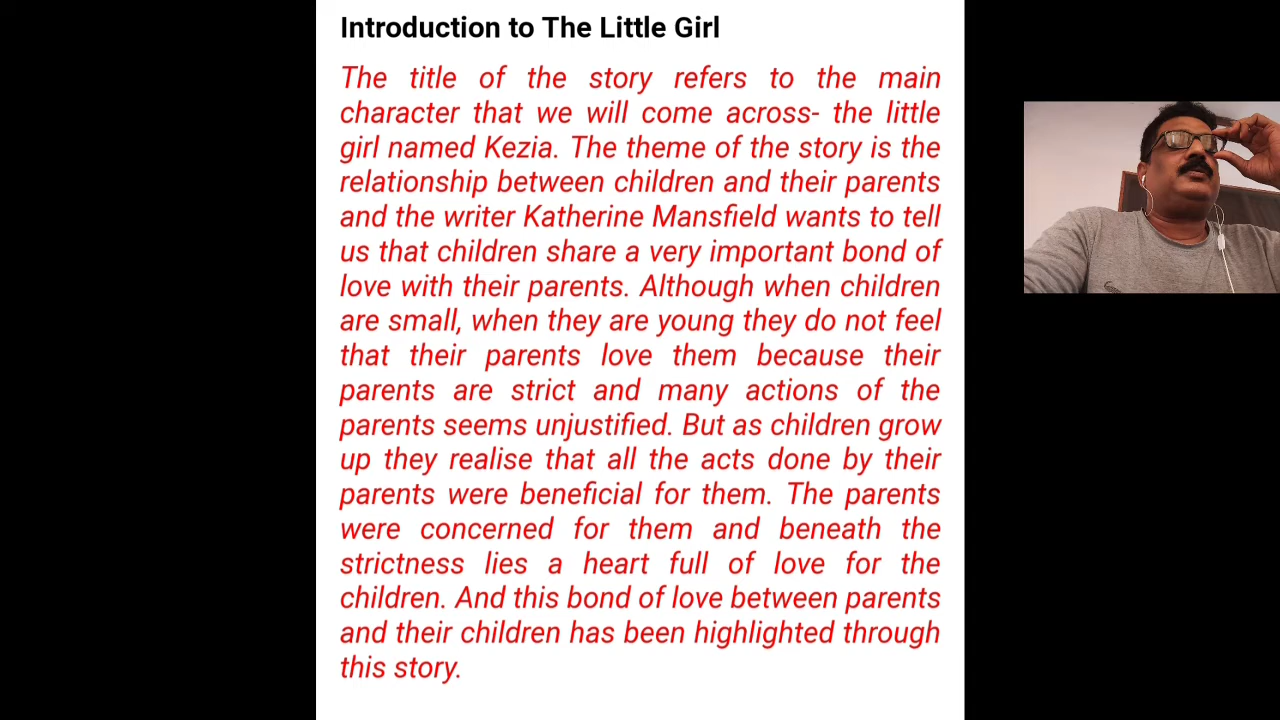 Introduction to The Little Girl
The title of the story refers to the main
character that we will come across- the little
girl named Kezia. The theme of the story is the
relationship between children and their parents
and the writer Katherine Mansfield wants to tell
us that children share a very important bond of
love with their parents. Although when children
are small, when they are young they do not feel
that their parents love them because their
parents are strict and many actions of the
parents seems unjustified. But as children grow
up they realise that all the acts done by their
parents were beneficial for them. The parents
were concerned for them and beneath the
strictness lies a heart full of love for the
children. And this bond of love between parents
and their children has been highlighted through
this story.